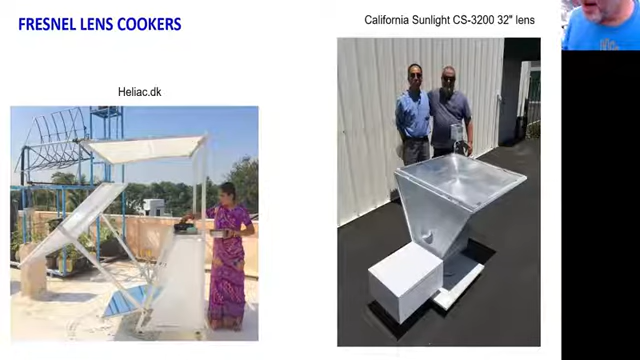 FRESNEL LENS COOKERS
California Sunlight CS-3200 32" lens
Heliac.dk